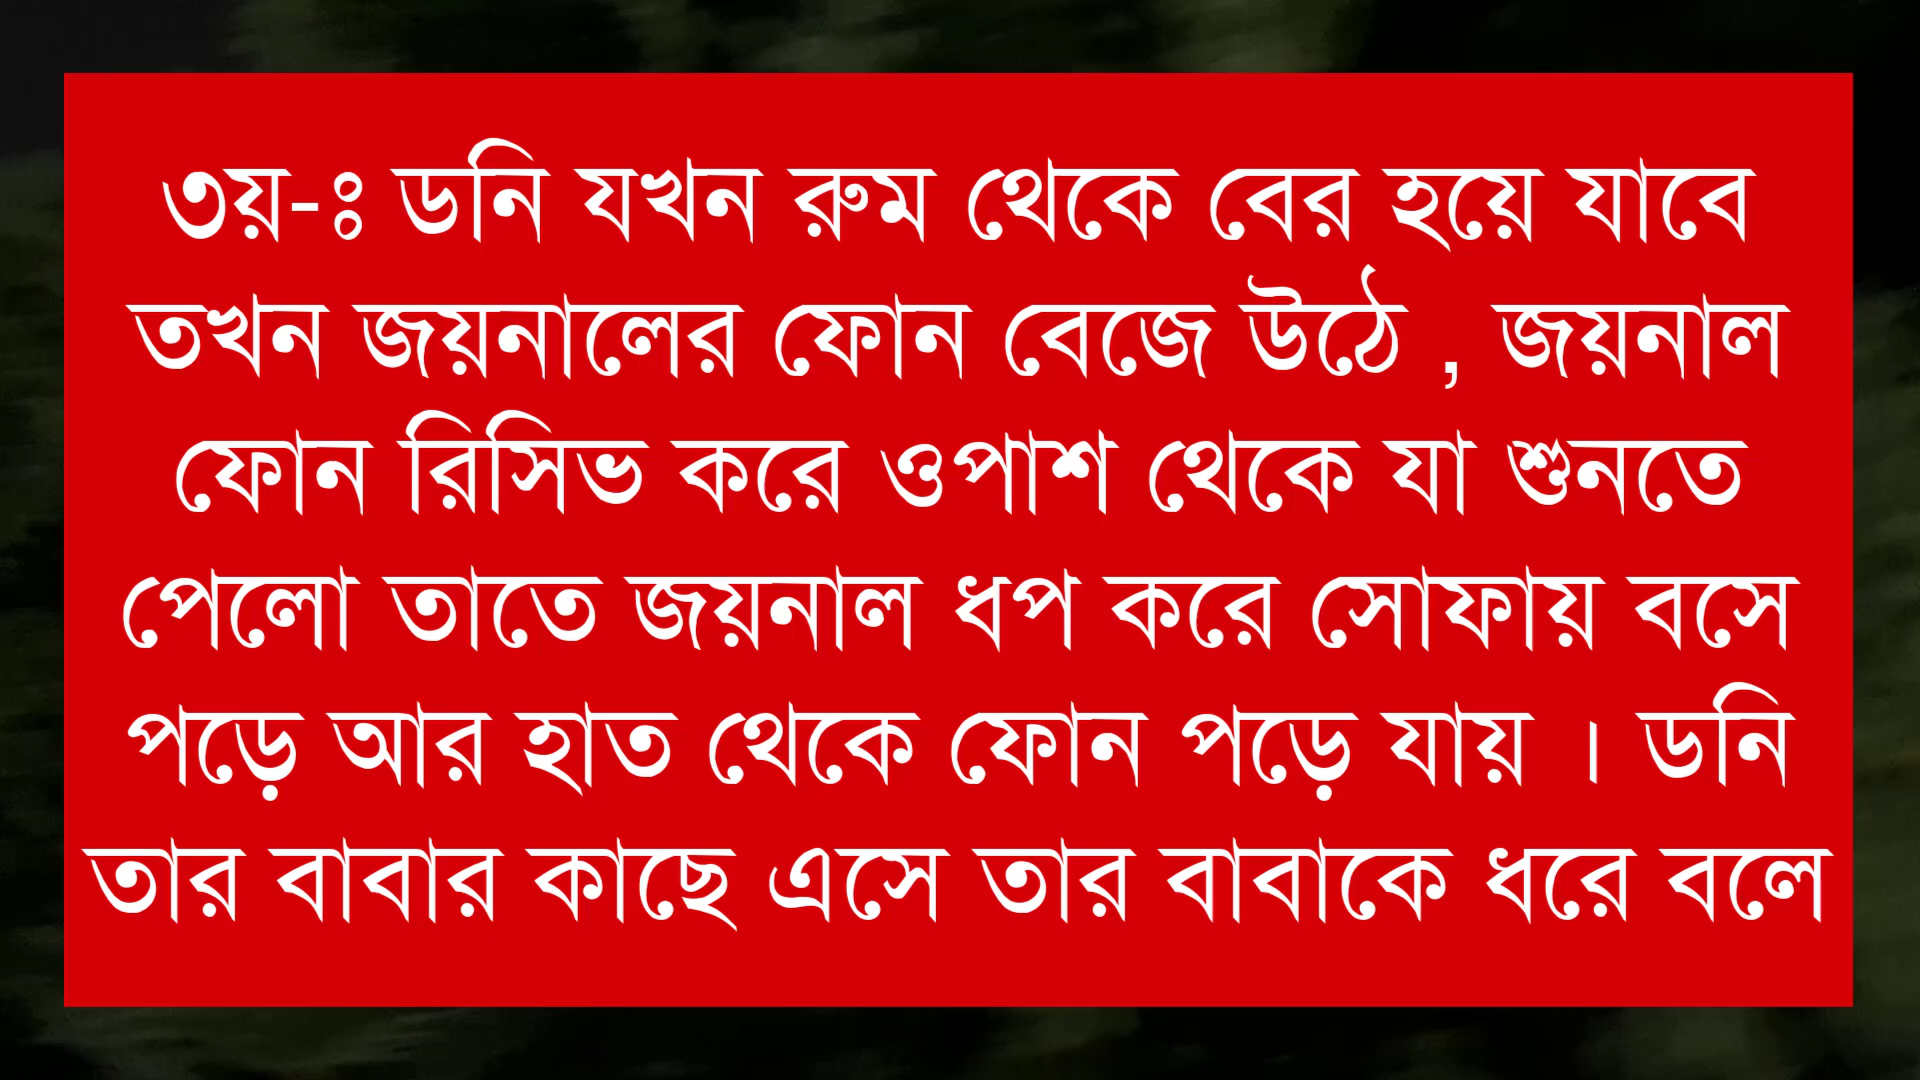 ৩য়-ঃ ডনি যখন রুম থেকে বের হয়ে যাবে
তখন জয়নালের ফোন বেজে উঠে , জয়নাল
ফোন রিসিভ করে ওপাশ থেকে যা শুনতে
পেলো তাতে জয়নাল ধপ করে সোফায় বসে
পড়ে আর হাত থেকে ফোন পড়ে যায় । ডনি
তার বাবার কাছে এসে তার বাবাকে ধরে বলে